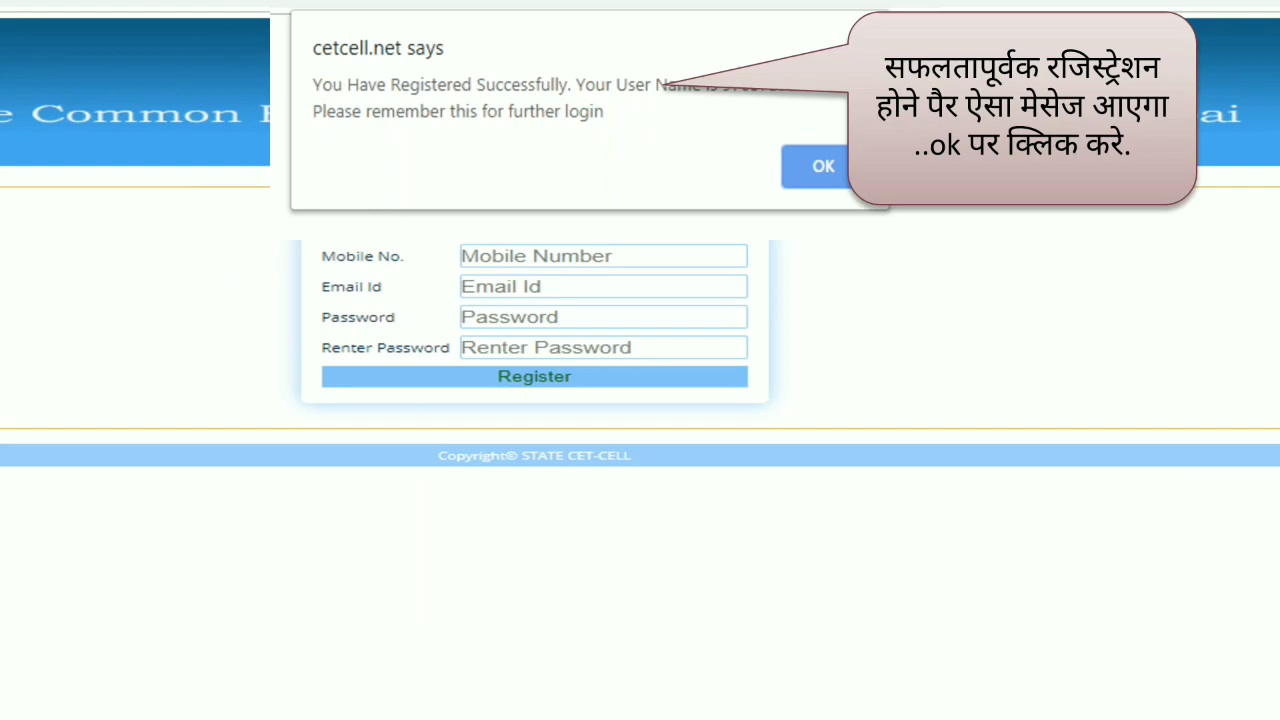 cetcell.net says
You Have Registered Successfully. Your User Name is
Please remember this for further login
OK
सफलतापूर्वक रजिस्ट्रेशन
होने पैर ऐसा मेसेज आएगा
..ok पर क्लिक करे.
e Common
ai
Mobile No. Mobile Number
Email Id Email Id
Password Password
Renter Password Renter Password
Register
Copyright© STATE CET-CELL